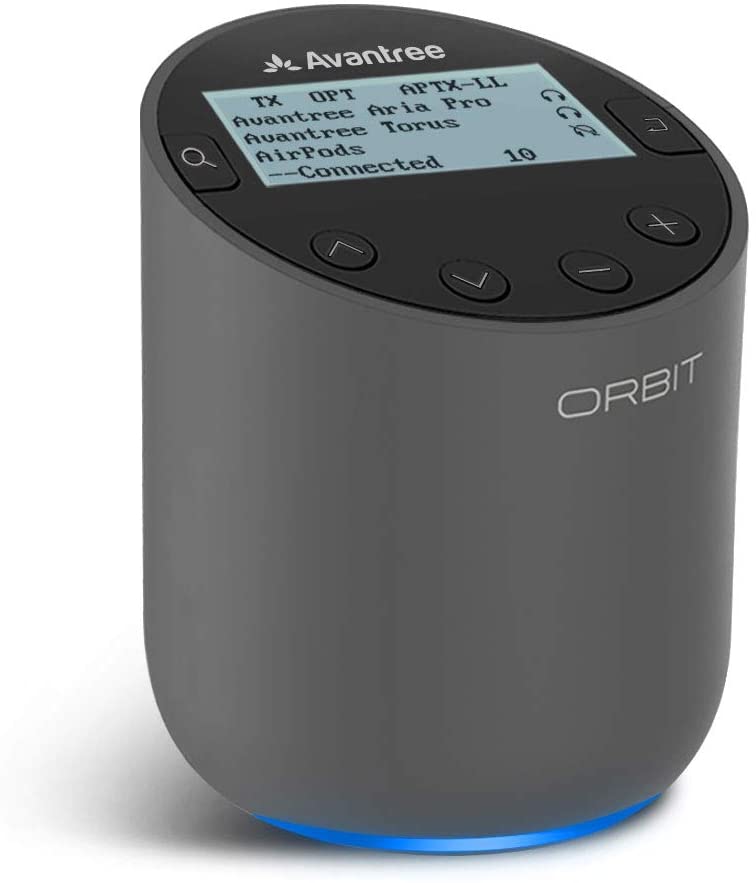 Avantree
TX OPT APTX-LL
Avantree Aria Pro
Avantree Torus
AirPods
--Connected 10
ORBIT